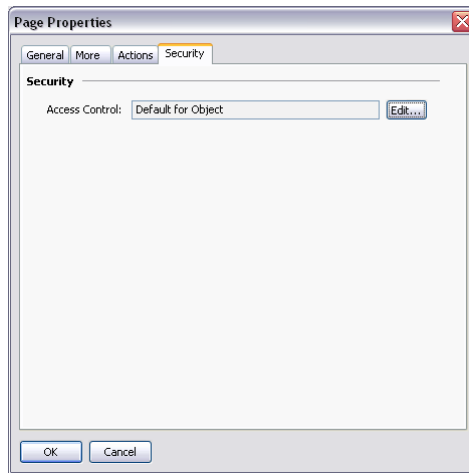 Page Properties
General More Actions Security
Security
Access Control: Default for Object Edit...
OK Cancel